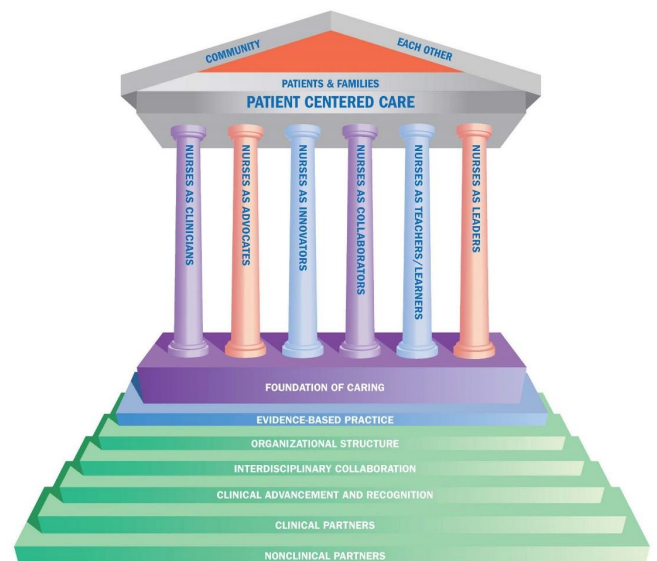 COMMUNITY
EACH OTHER
PATIENTS & FAMILIES
PATIENT CENTERED CARE
NURSES AS CLINICIANS
NURSES AS ADVOCATES
NURSES AS INNOVATORS
NURSES AS COLLABORATORS
NURSES AS TEACHERS/LEARNERS
NURSES AS LEADERS
FOUNDATION OF CARING
EVIDENCE-BASED PRACTICE
ORGANIZATIONAL STRUCTURE
INTERDISCIPLINARY COLLABORATION
CLINICAL ADVANCEMENT AND RECOGNITION
CLINICAL PARTNERS
NONCLINICAL PARTNERS